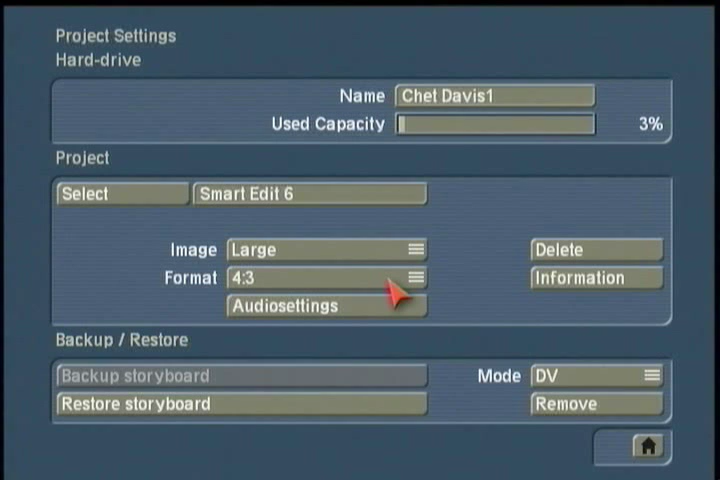 Project Settings
Hard-drive
Name Chet Davis1
Used Capacity 3%
Project
Select Smart Edit 6
Image Large Delete
Format 4:3 Information
Audiosettings
Backup / Restore
Backup storyboard Mode DV
Restore storyboard Remove